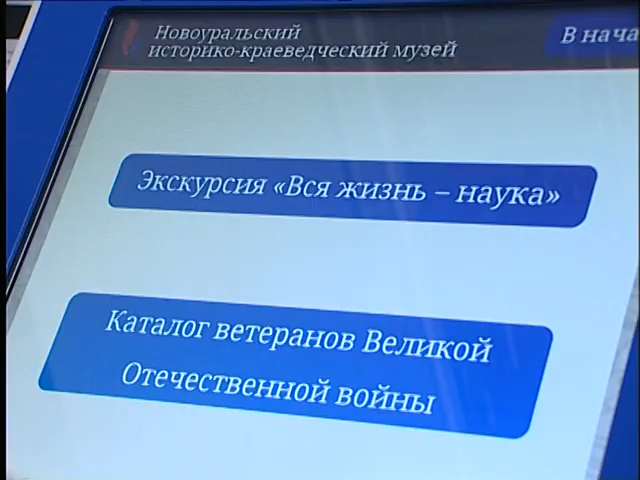 Новоуральский
историко-краеведческий музей
В нача
Экскурсия «Вся жизнь – наука»
Каталог ветеранов Великой
Отечественной войны